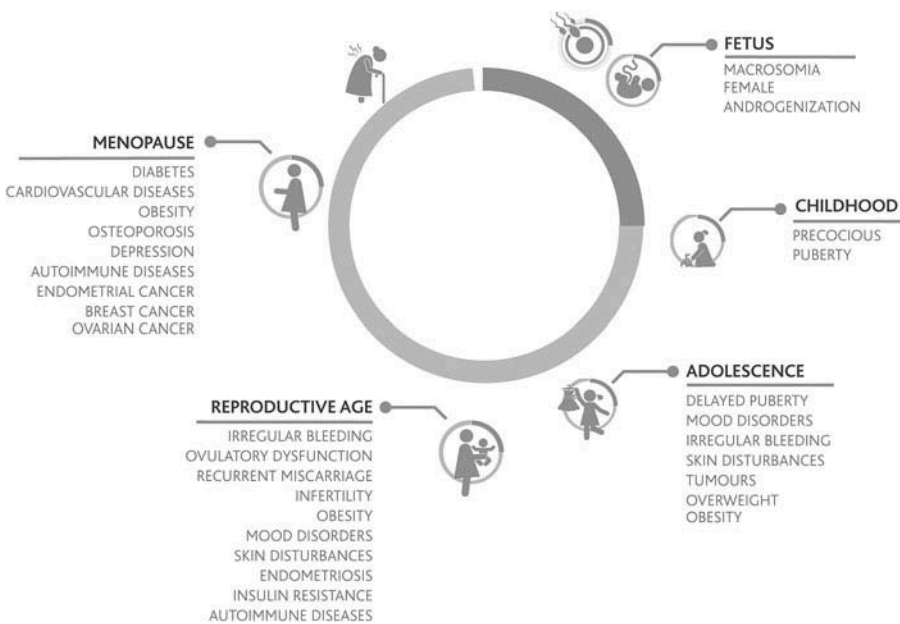 FETUS
MACROSOMIA
FEMALE
ANDROGENIZATION
CHILDHOOD
PRECOCIOUS
PUBERTY
ADOLESCENCE
DELAYED PUBERTY
MOOD DISORDERS
IRREGULAR BLEEDING
SKIN DISTURBANCES
TUMOURS
OVERWEIGHT
OBESITY
REPRODUCTIVE AGE
IRREGULAR BLEEDING
OVULATORY DYSFUNCTION
RECURRENT MISCARRIAGE
INFERTILITY
OBESITY
MOOD DISORDERS
SKIN DISTURBANCES
ENDOMETRIOSIS
INSULIN RESISTANCE
AUTOIMMUNE DISEASES
MENOPAUSE
DIABETES
CARDIOVASCULAR DISEASES
OBESITY
OSTEOPOROSIS
DEPRESSION
AUTOIMMUNE DISEASES
ENDOMETRIAL CANCER
BREAST CANCER
OVARIAN CANCER